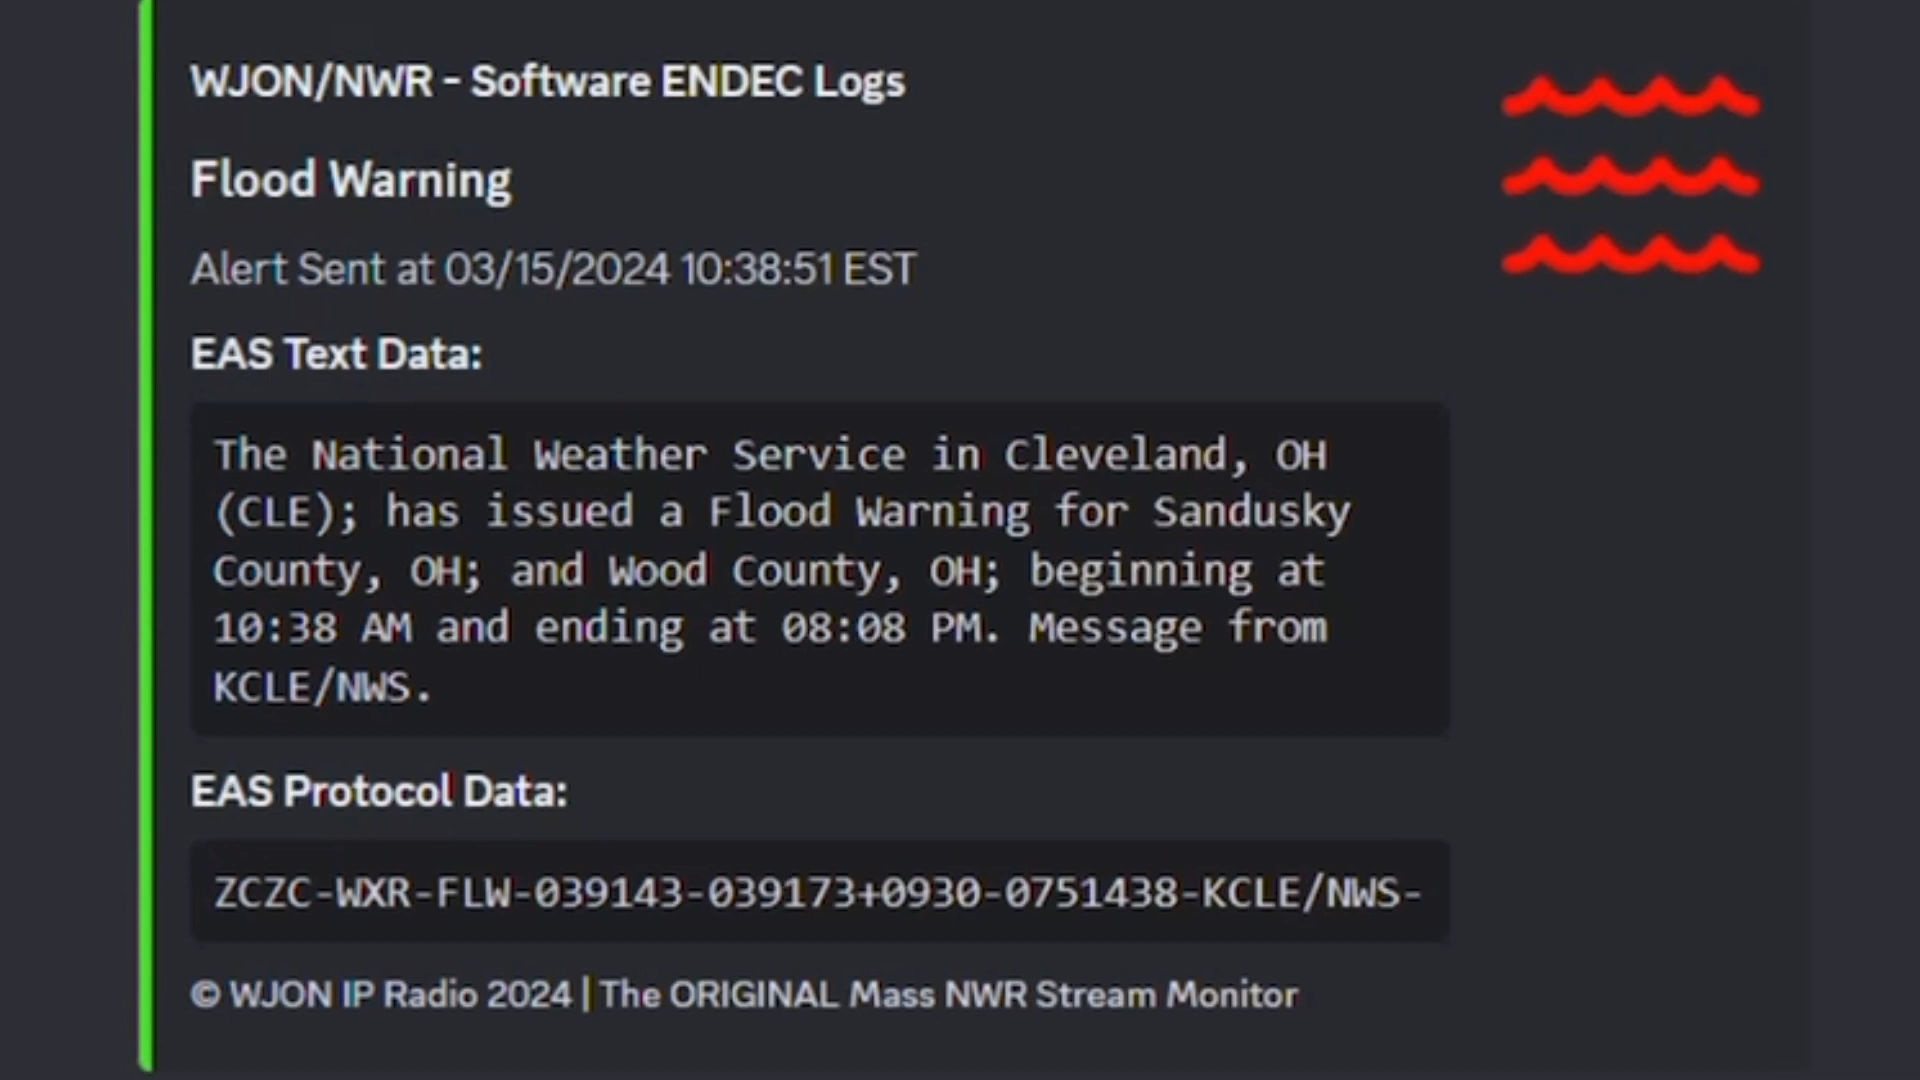 WJON/NWR - Software ENDEC Logs
Flood Warning
Alert Sent at 03/15/2024 10:38:51 EST
EAS Text Data:
The National Weather Service in Cleveland, OH
(CLE); has issued a Flood Warning for Sandusky
County, OH; and Wood County, OH; beginning at
10:38 AM and ending at 08:08 PM. Message from
KCLE/NWS.
EAS Protocol Data:
ZCZC-WXR-FLW-039143-039173+0930-0751438-KCLE/NWS-
© WJON IP Radio 2024 | The ORIGINAL Mass NWR Stream Monitor